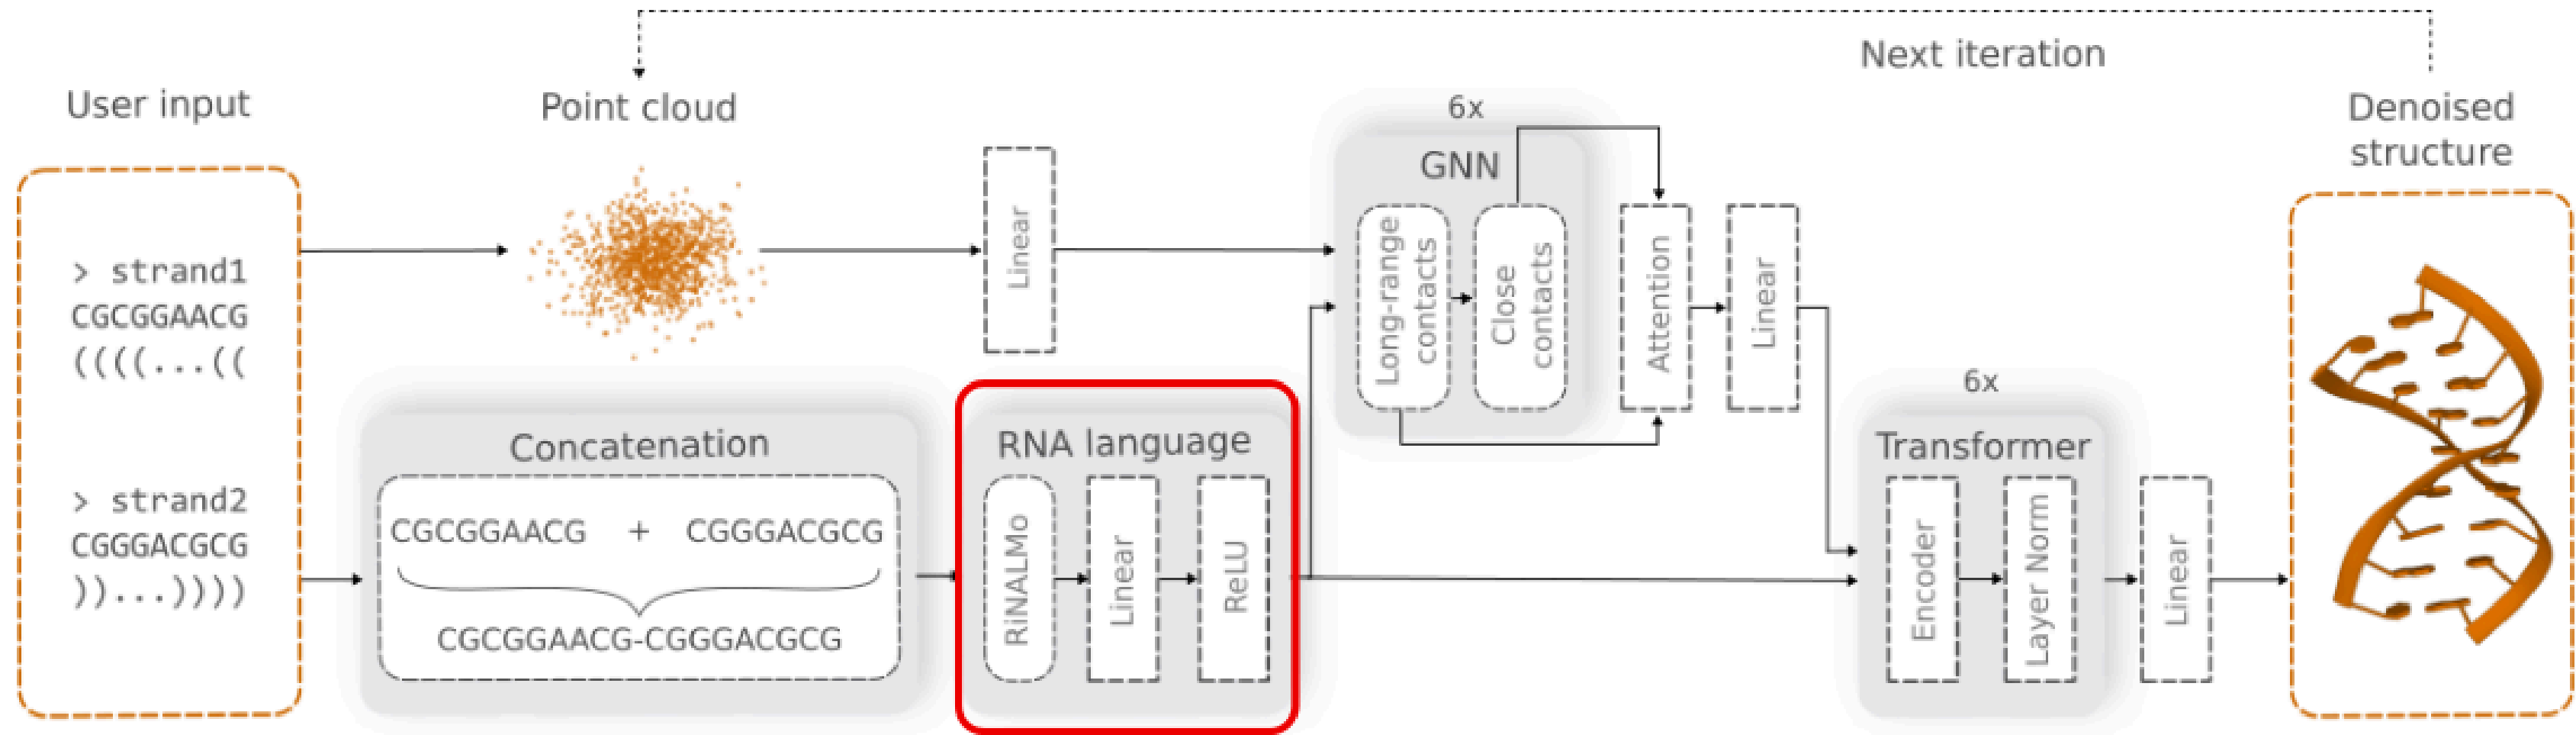 Next iteration
User input
> strand1
CGCGGAACG
((((...((
> strand2
CGGGACGCG
))...))))
Point cloud
Linear
Concatenation
CGCGGAACG + CGGGACGCG
CGCGGAACG-CGGGACGCG
RNA language
RiNALMo
Linear
ReLU
6x
GNN
Long-range
contacts
Close
contacts
Attention
Linear
6x
Transformer
Encoder
Layer Norm
Linear
Denoised
structure